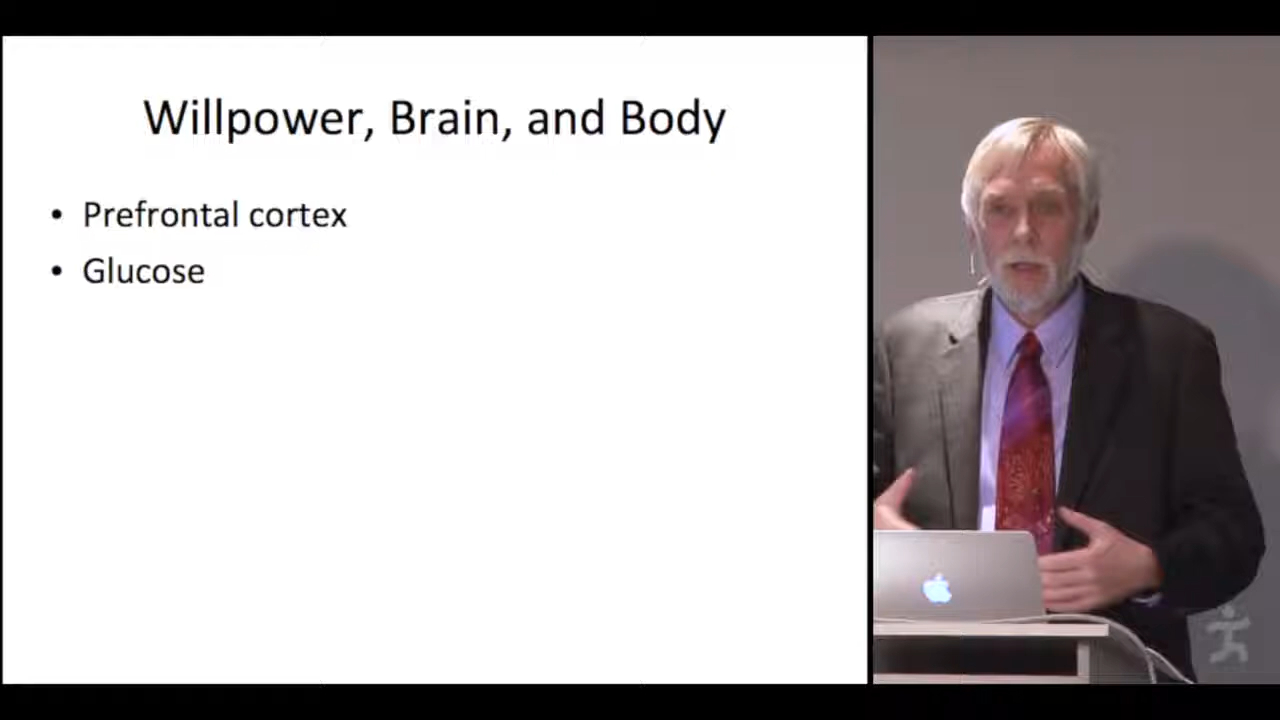 Willpower, Brain, and Body
• Prefrontal cortex
• Glucose